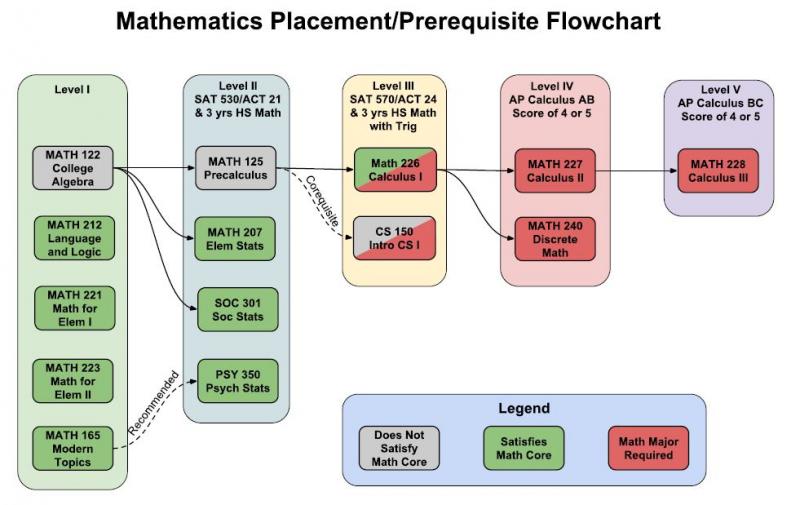 Mathematics Placement/Prerequisite Flowchart
Level I
MATH 122
College
Algebra
MATH 212
Language
and Logic
MATH 221
Math for
Elem I
MATH 223
Math for
Elem II
MATH 165
Modern
Topics
Recommended
Level II
SAT 530/ACT 21
& 3 yrs HS Math
MATH 125
Precalculus
MATH 207
Elem Stats
SOC 301
Soc Stats
PSY 350
Psych Stats
Corequisite
Level III
SAT 570/ACT 24
& 3 yrs HS Math
with Trig
Math 226
Calculus I
CS 150
Intro CS I
Level IV
AP Calculus AB
Score of 4 or 5
MATH 227
Calculus II
MATH 240
Discrete
Math
Level V
AP Calculus BC
Score of 4 or 5
MATH 228
Calculus III
Legend
Does Not
Satisfy
Math Core
Satisfies
Math Core
Math Major
Required